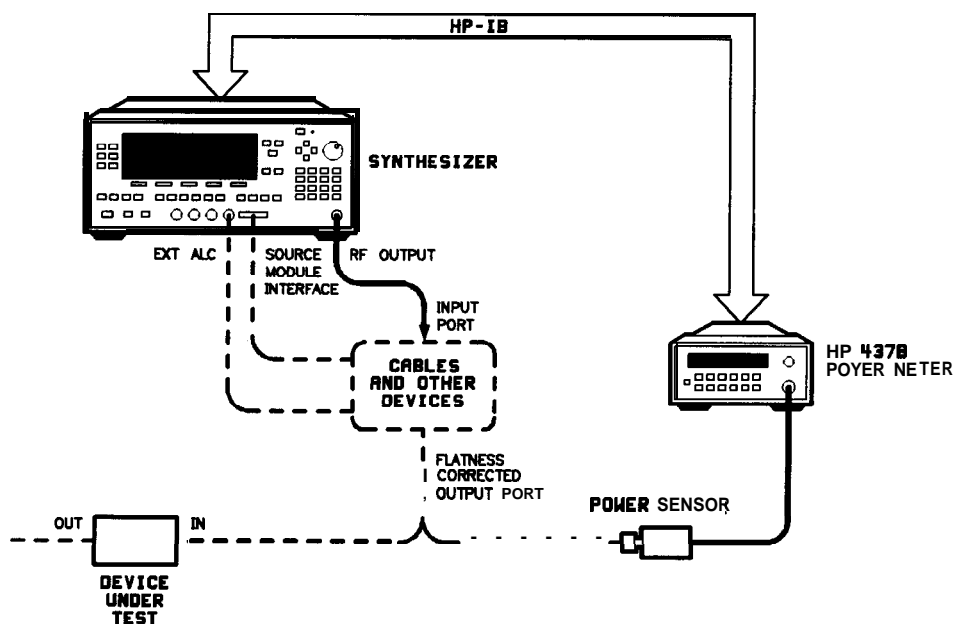 HP-IB
SYNTHESIZER
EXT ALC
SOURCE
MODULE
INTERFACE
RF OUTPUT
INPUT
PORT
CABLES
AND OTHER
DEVICES
HP 437B
POYER NETER
FLATNESS
CORRECTED
OUTPUT PORT
POWER SENSOR
OUT
IN
DEVICE
UNDER
TEST